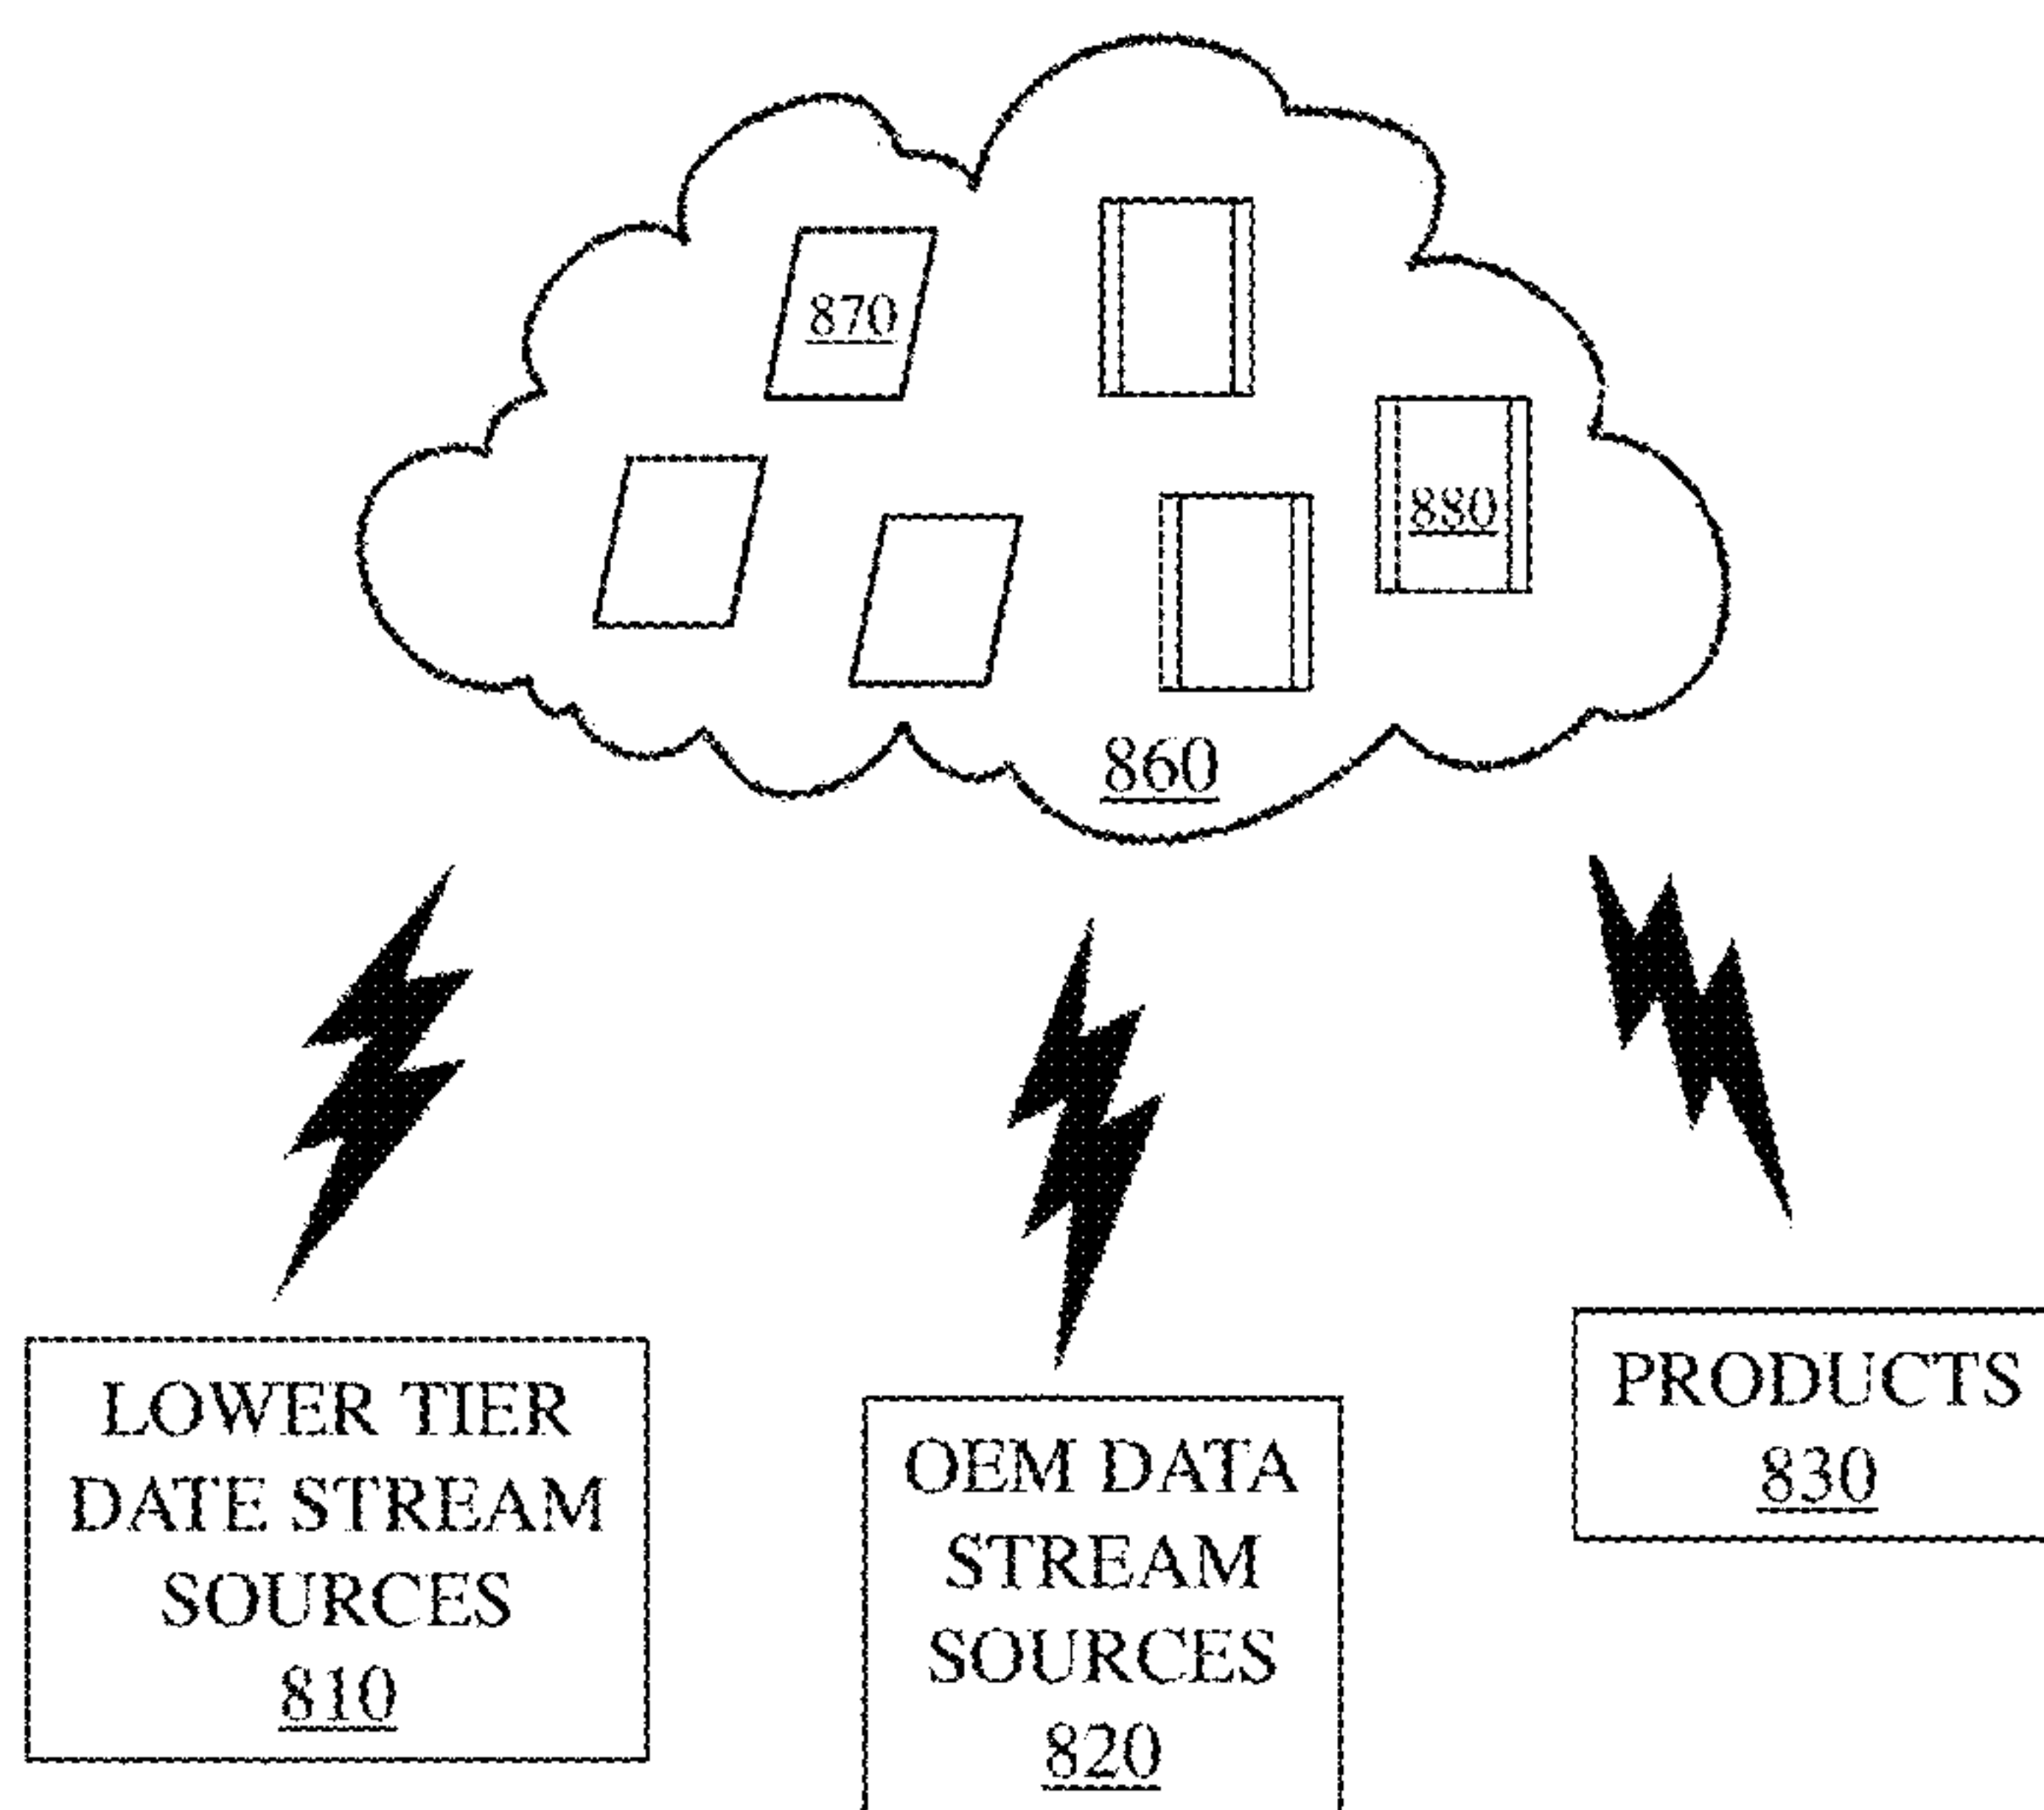 870
880
860
LOWER TIER
DATE STREAM
SOURCES
810
OEM DATA
STREAM
SOURCES
820
PRODUCTS
830